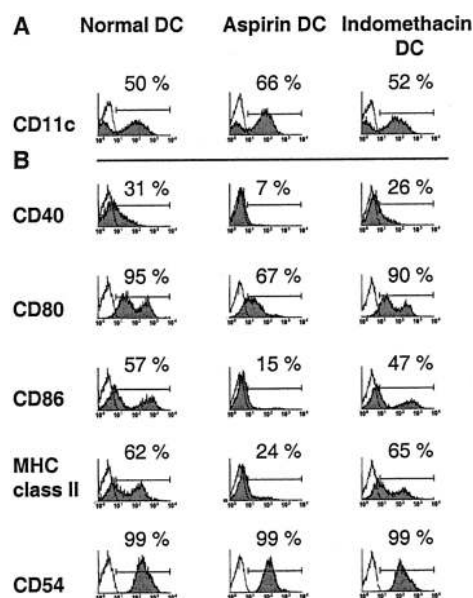 A Normal DC Aspirin DC Indomethacin DC
50 % 66 % 52 %
CD11c
B
31 % 7 % 26 %
CD40
95 % 67 % 90 %
CD80
57 % 15 % 47 %
CD86
62 % 24 % 65 %
MHC class II
99 % 99 % 99 %
CD54